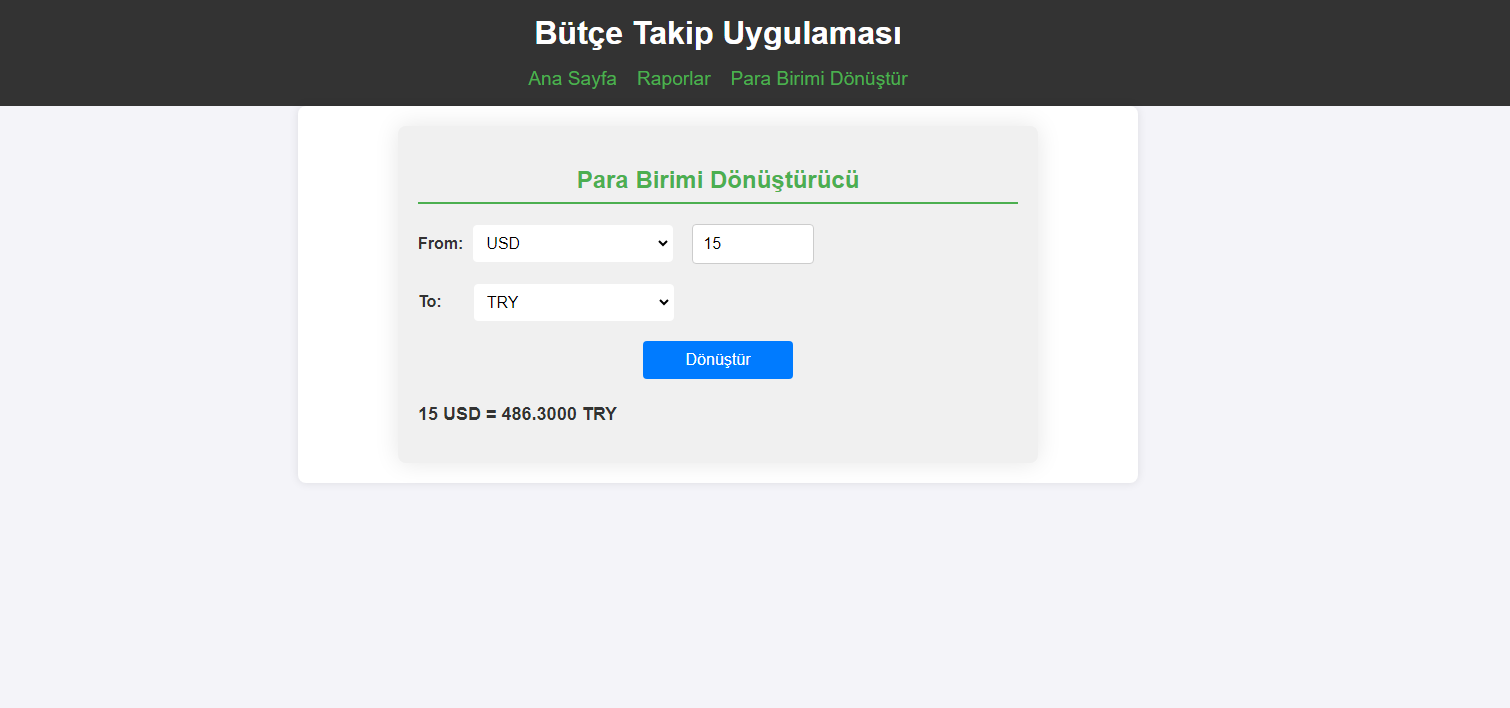 Bütçe Takip Uygulaması
Ana Sayfa Raporlar Para Birimi Dönüştür
Para Birimi Dönüştürücü
From: USD 15
To: TRY
Dönüştür
15 USD = 486.3000 TRY